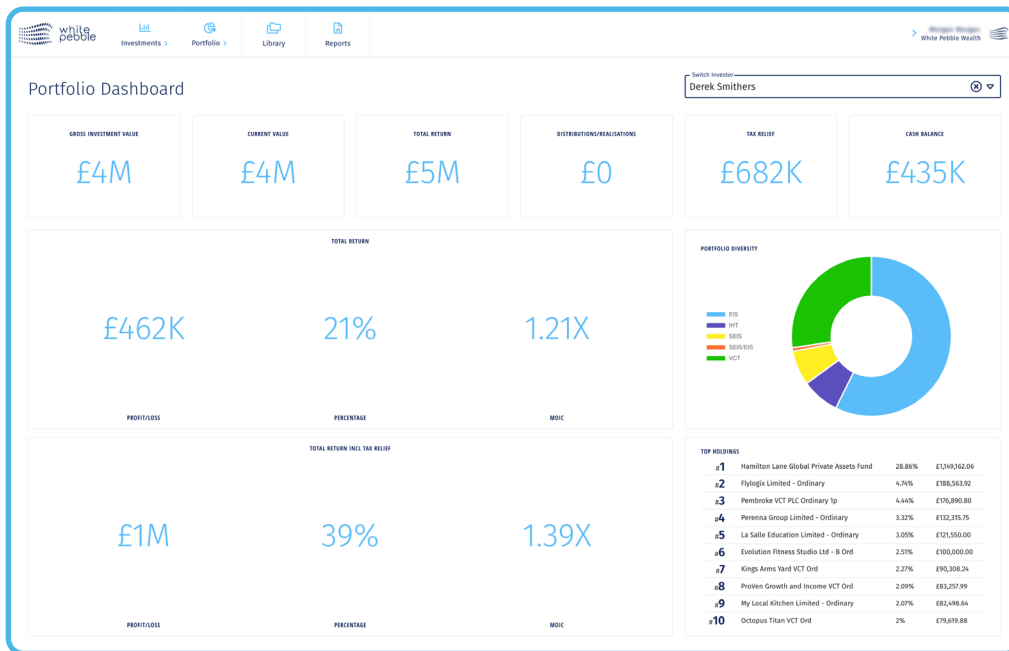 white
pebble
Investments >
Portfolio >
Library
Reports
White Pebble Wealth
Portfolio Dashboard
Switch Investor
Derek Smithers
GROSS INVESTMENT VALUE
£4M
CURRENT VALUE
£4M
TOTAL RETURN
£5M
DISTRIBUTIONS/REALISATIONS
£0
TAX RELIEF
£682K
CASH BALANCE
£435K
TOTAL RETURN
£462K
21%
1.21X
PROFIT/LOSS
PERCENTAGE
MOIC
PORTFOLIO DIVERSITY
EIS
IHT
SEIS
SEIS/EIS
VCT
TOTAL RETURN INCL TAX RELIEF
£1M
39%
1.39X
PROFIT/LOSS
PERCENTAGE
MOIC
TOP HOLDINGS
#1 Hamilton Lane Global Private Assets Fund 28.86% £1,149,162.06
#2 Flylogix Limited - Ordinary 4.74% £188,563.92
#3 Pembroke VCT PLC Ordinary 1p 4.44% £176,890.80
#4 Perenna Group Limited - Ordinary 3.32% £132,315.75
#5 La Salle Education Limited - Ordinary 3.05% £121,550.00
#6 Evolution Fitness Studio Ltd - B Ord 2.51% £100,000.00
#7 Kings Arms Yard VCT Ord 2.27% £90,308.24
#8 ProVen Growth and Income VCT Ord 2.09% £83,257.99
#9 My Local Kitchen Limited - Ordinary 2.07% £82,498.64
#10 Octopus Titan VCT Ord 2% £79,619.88